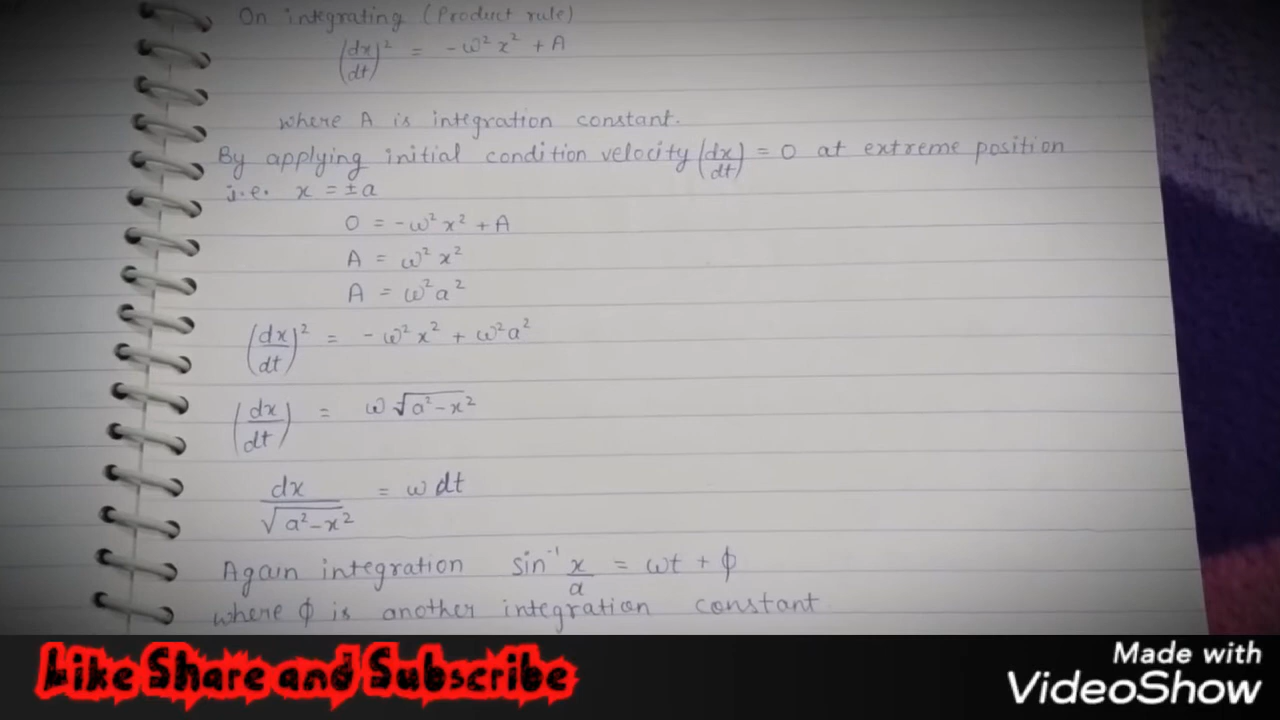 On integrating (Product rule)
(dx/dt)² = -ω²x² + A
where A is integration constant.
By applying initial condition velocity (dx/dt) = 0 at extreme position
i.e. x = ±a
0 = -ω²x² + A
A = ω²x²
A = ω²a²
(dx/dt)² = -ω²x² + ω²a²
(dx/dt) = ω√a²-x²
dx/√a²-x² = ω dt
Again integration sin⁻¹ x/a = ωt + ϕ
where ϕ is another integration constant
Like Share and Subscribe
Made with
VideoShow